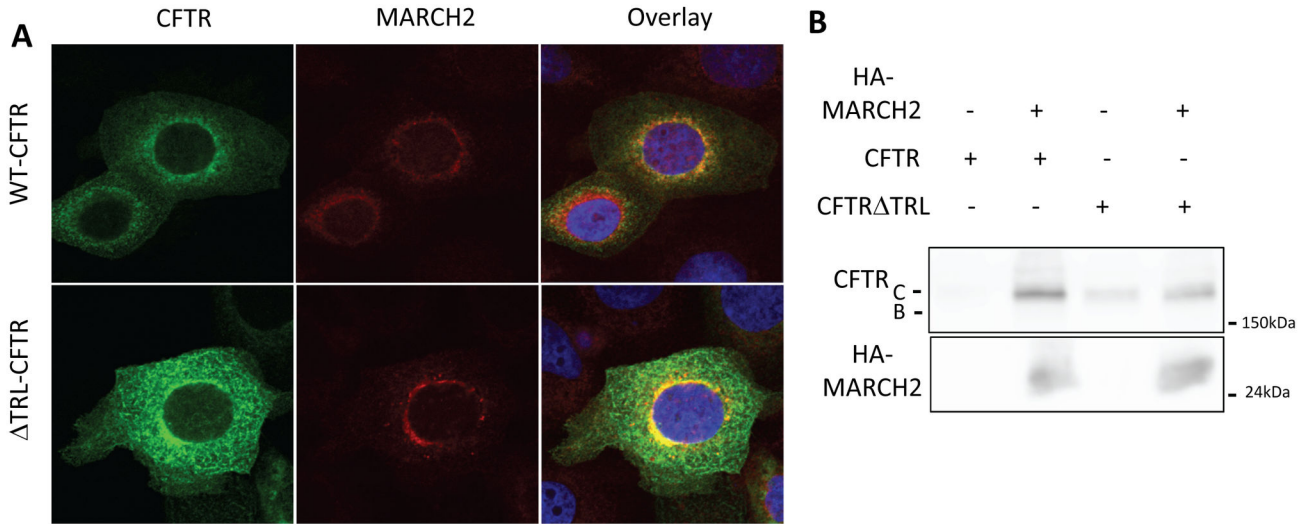 A
CFTR MARCH2 Overlay
WT-CFTR
ΔTRL-CFTR
B
HA-
MARCH2 - + - +
CFTR + + - -
CFTRΔTRL - - + +
CFTR C -
B -
- 150kDa
HA-
MARCH2
- 24kDa